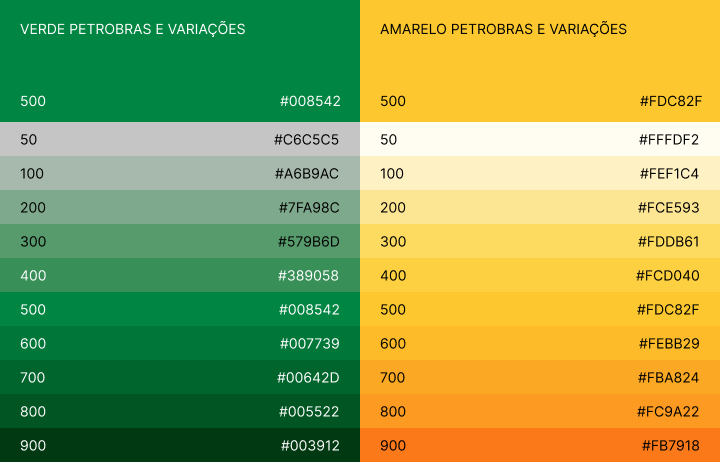 VERDE PETROBRAS E VARIAÇÕES
500 #008542
50 #C6C5C5
100 #A6B9AC
200 #7FA98C
300 #579B6D
400 #389058
500 #008542
600 #007739
700 #00642D
800 #005522
900 #003912
AMARELO PETROBRAS E VARIAÇÕES
500 #FDC82F
50 #FFFDF2
100 #FEF1C4
200 #FCE593
300 #FDDB61
400 #FCD040
500 #FDC82F
600 #FEBB29
700 #FBA824
800 #FC9A22
900 #FB7918